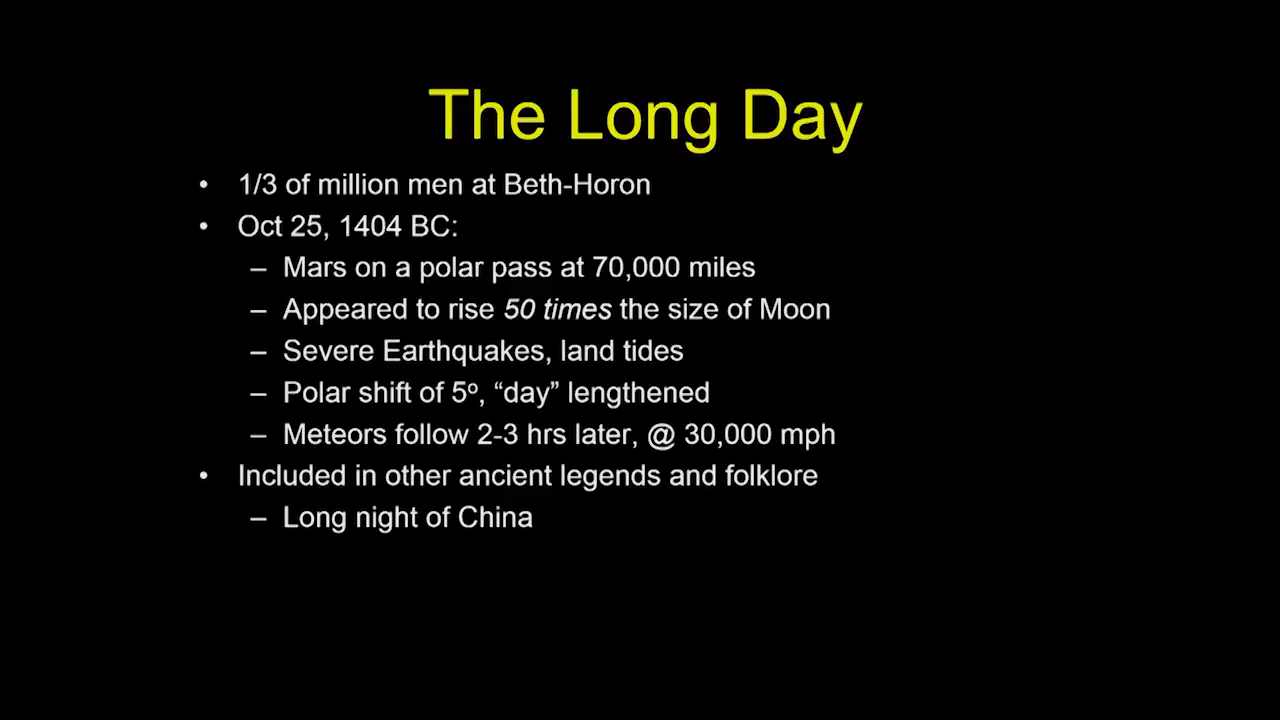 The Long Day
• 1/3 of million men at Beth-Horon
• Oct 25, 1404 BC:
– Mars on a polar pass at 70,000 miles
– Appeared to rise 50 times the size of Moon
– Severe Earthquakes, land tides
– Polar shift of 5º, “day” lengthened
– Meteors follow 2-3 hrs later, @ 30,000 mph
• Included in other ancient legends and folklore
– Long night of China